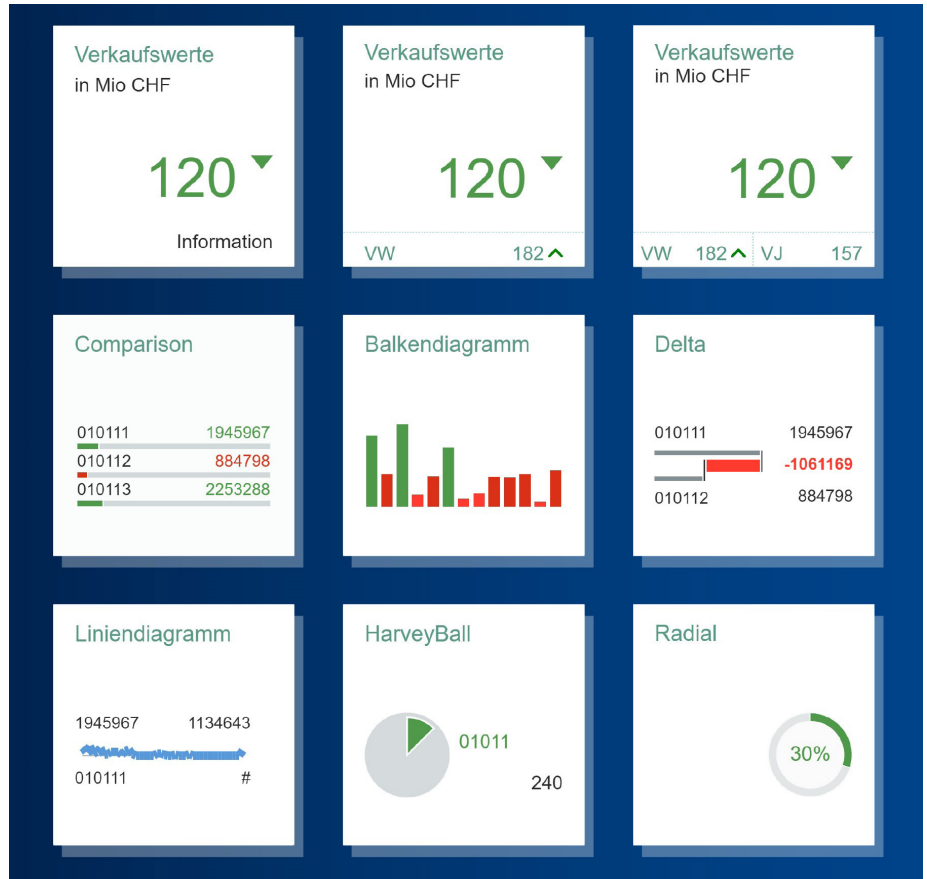 Verkaufswerte
in Mio CHF
120
Information
Verkaufswerte
in Mio CHF
120
VW 182
Verkaufswerte
in Mio CHF
120
VW 182 VJ 157
Comparison
010111 1945967
010112 884798
010113 2253288
Balkendiagramm
Delta
010111 1945967
-1061169
010112 884798
Liniendiagramm
1945967 1134643
010111 #
HarveyBall
01011
240
Radial
30%